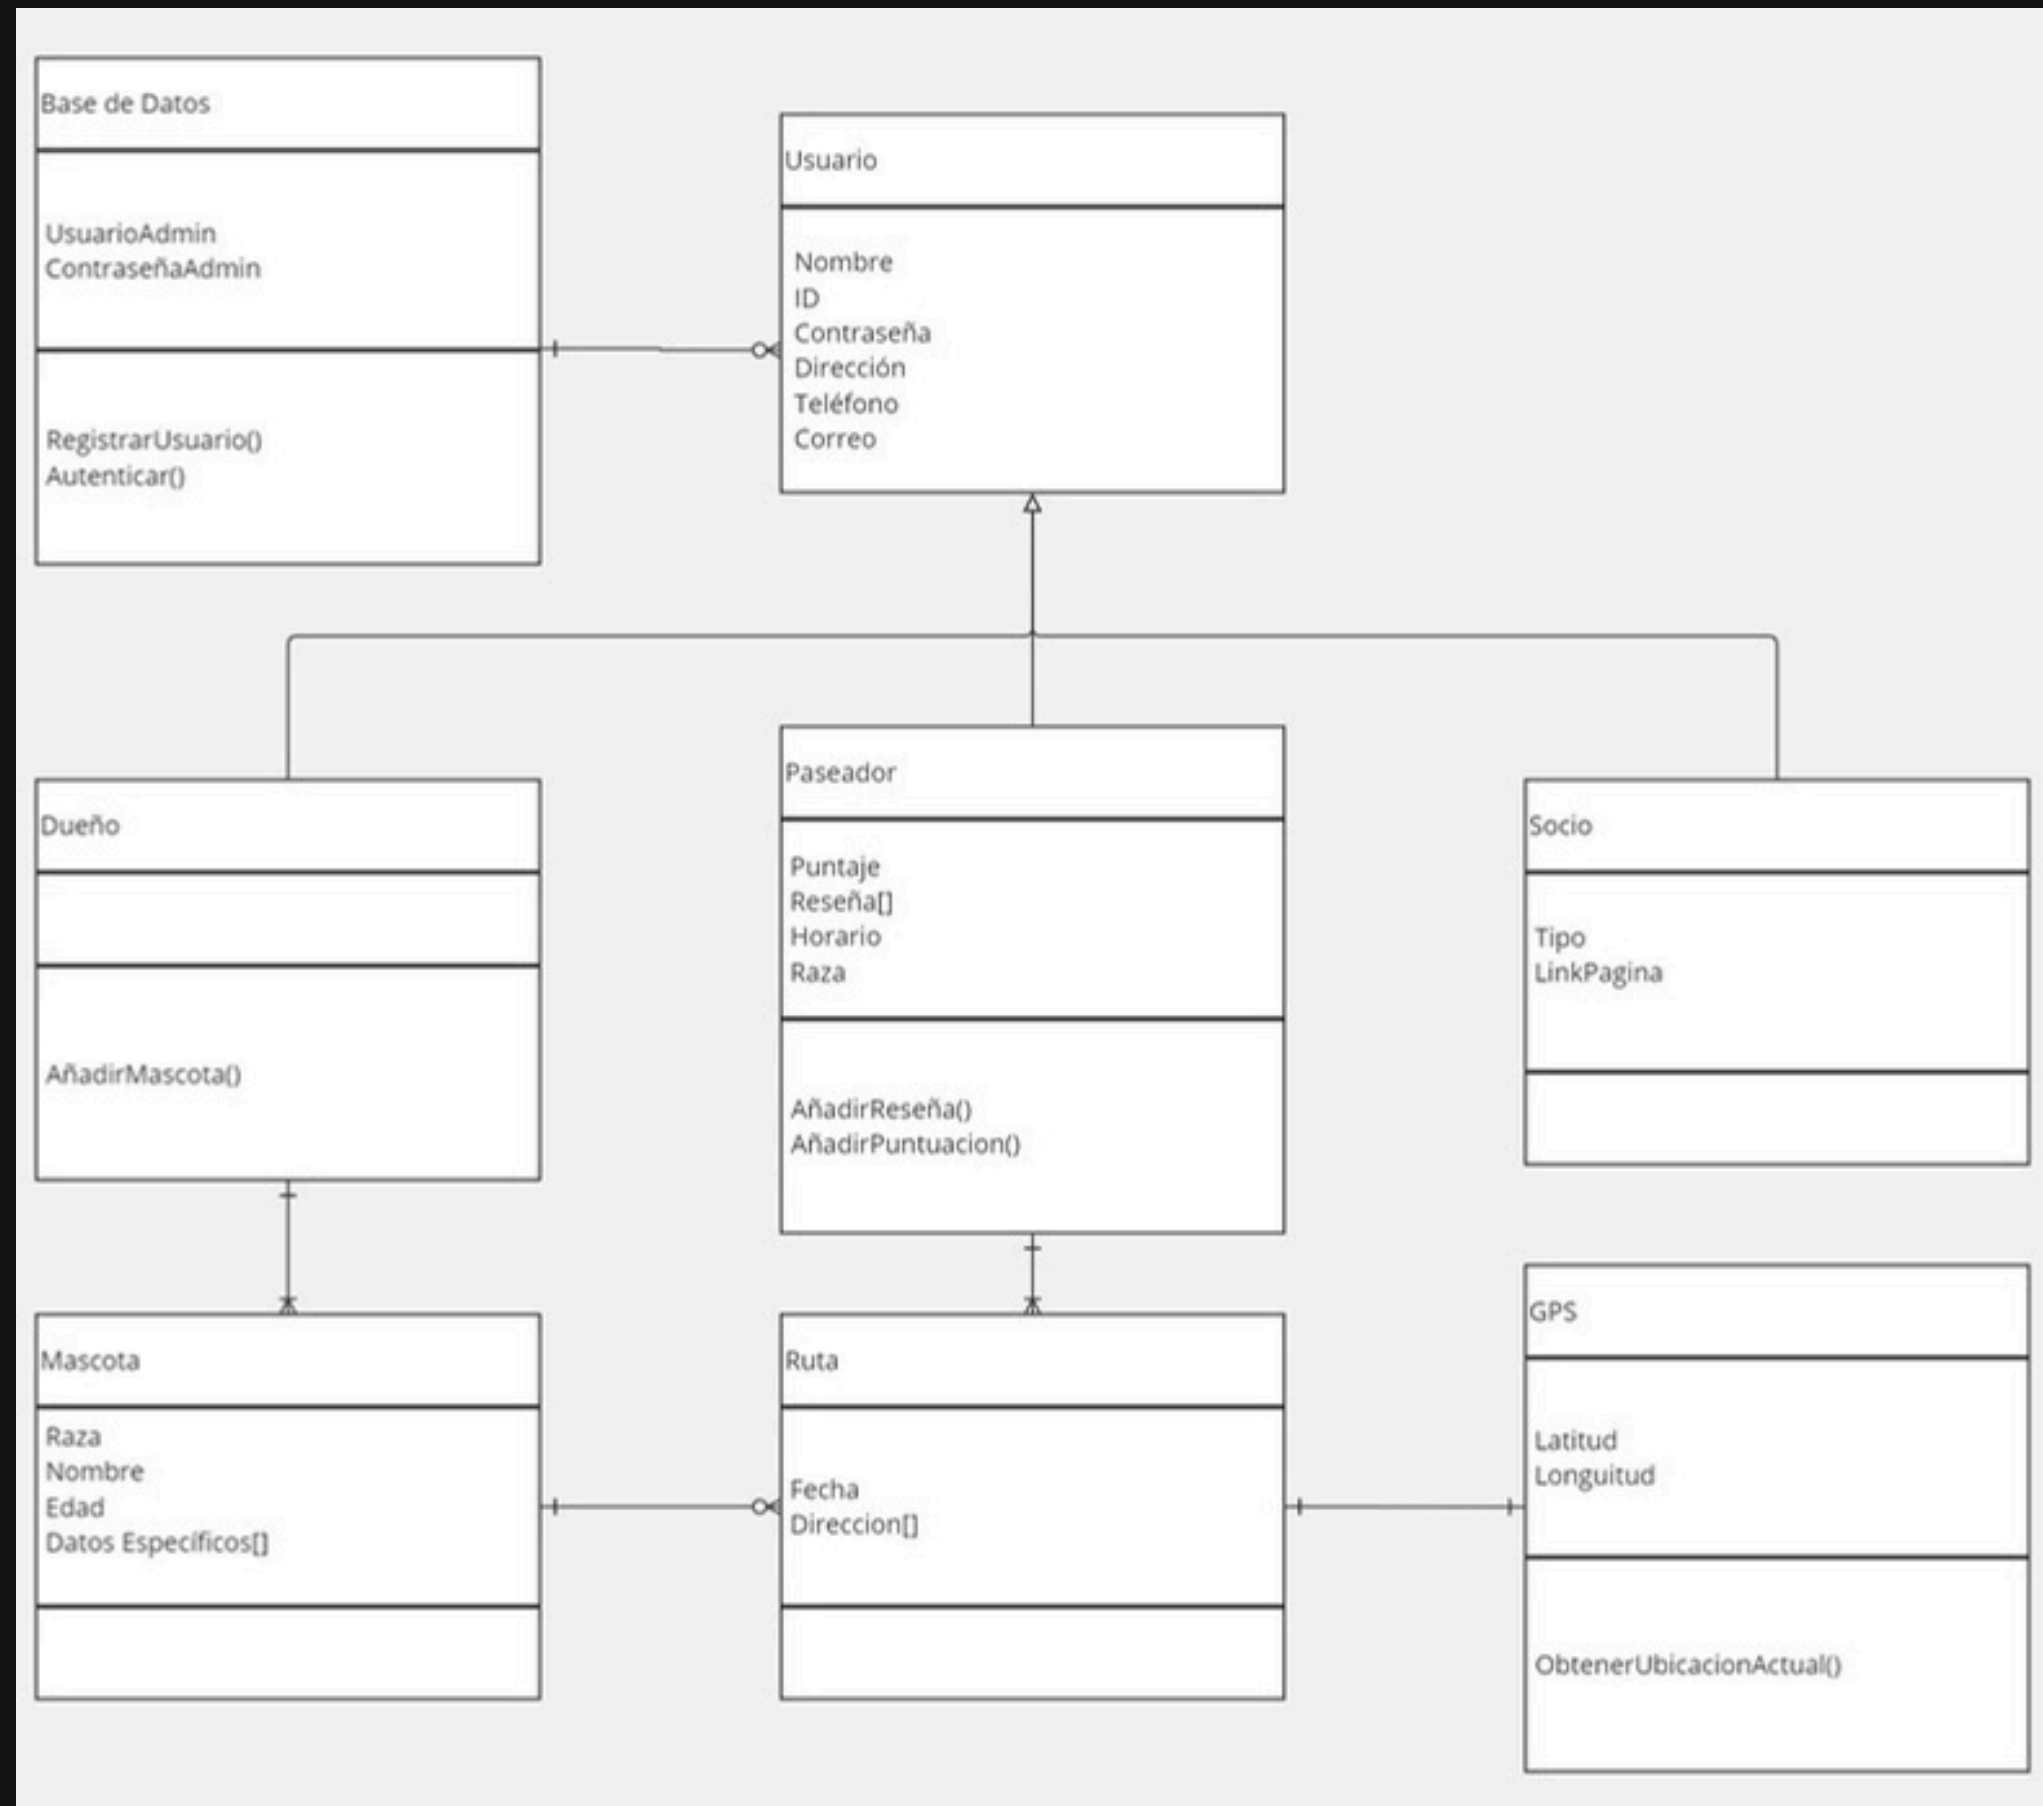 Base de Datos
UsuarioAdmin
ContraseñaAdmin
RegistrarUsuario()
Autenticar()
Usuario
Nombre
ID
Contraseña
Dirección
Teléfono
Correo
Dueño
AñadirMascota()
Paseador
Puntaje
Reseña[]
Horario
Raza
AñadirReseña()
AñadirPuntuacion()
Socio
Tipo
LinkPagina
Mascota
Raza
Nombre
Edad
Datos Específicos[]
Ruta
Fecha
Direccion[]
GPS
Latitud
Longuitud
ObtenerUbicacionActual()